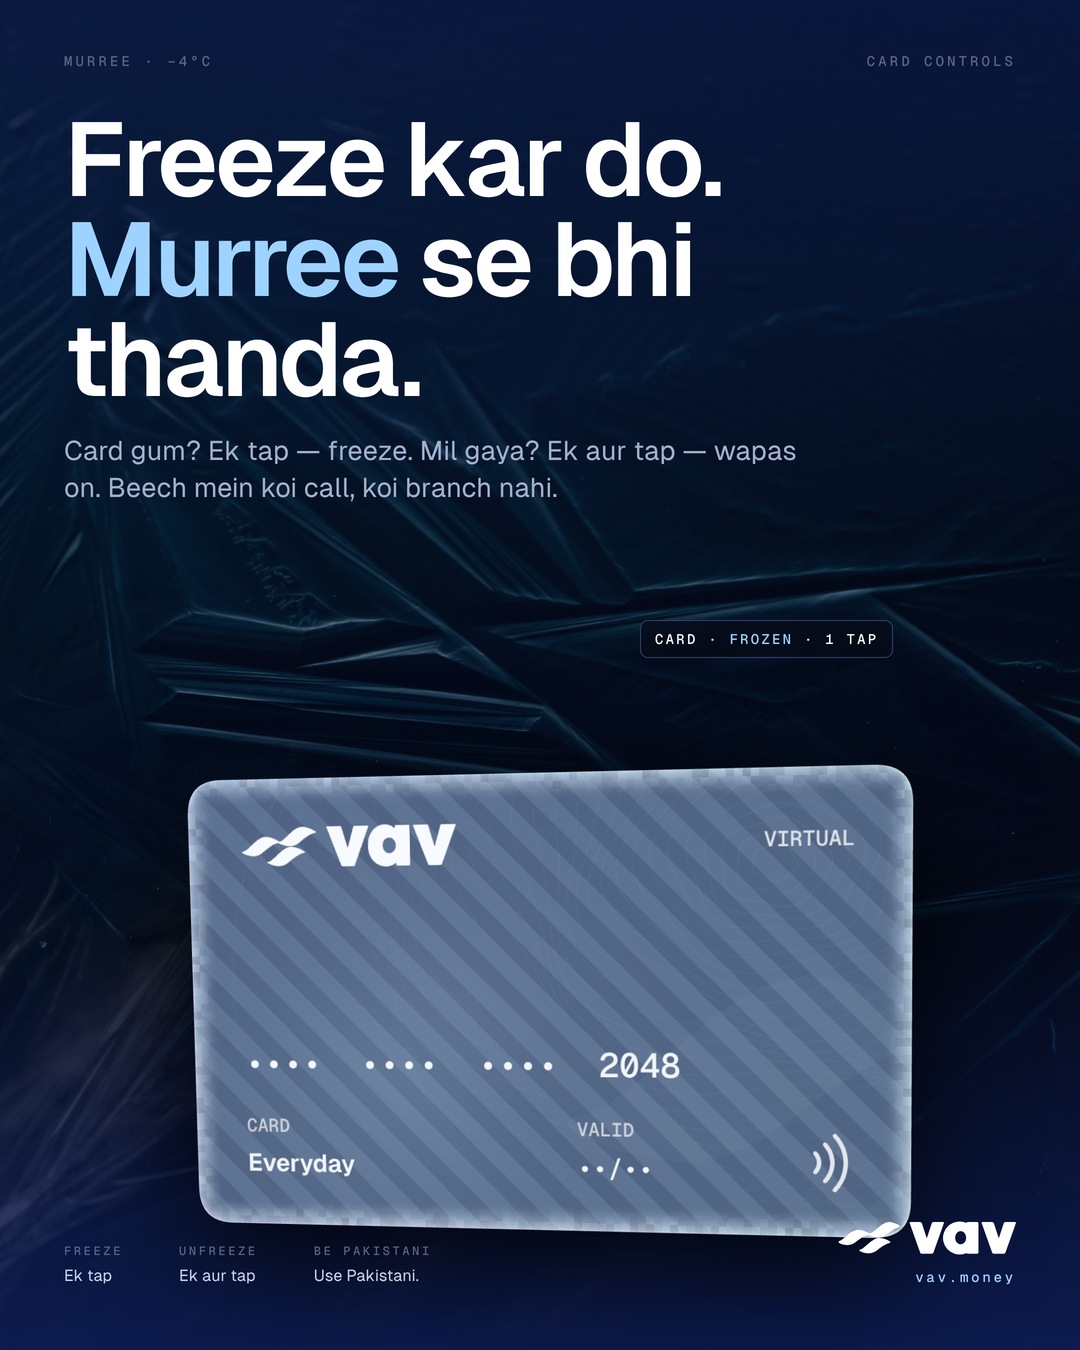 MURREE · −4°C
CARD CONTROLS
Freeze kar do.
Murree se bhi
thanda.
Card gum? Ek tap — freeze. Mil gaya? Ek aur tap — wapas
on. Beech mein koi call, koi branch nahi.
CARD · FROZEN · 1 TAP
vav
VIRTUAL
•••• •••• •••• 2048
CARD
Everyday
VALID
••/••
FREEZE
Ek tap
UNFREEZE
Ek aur tap
BE PAKISTANI
Use Pakistani.
vav
vav.money